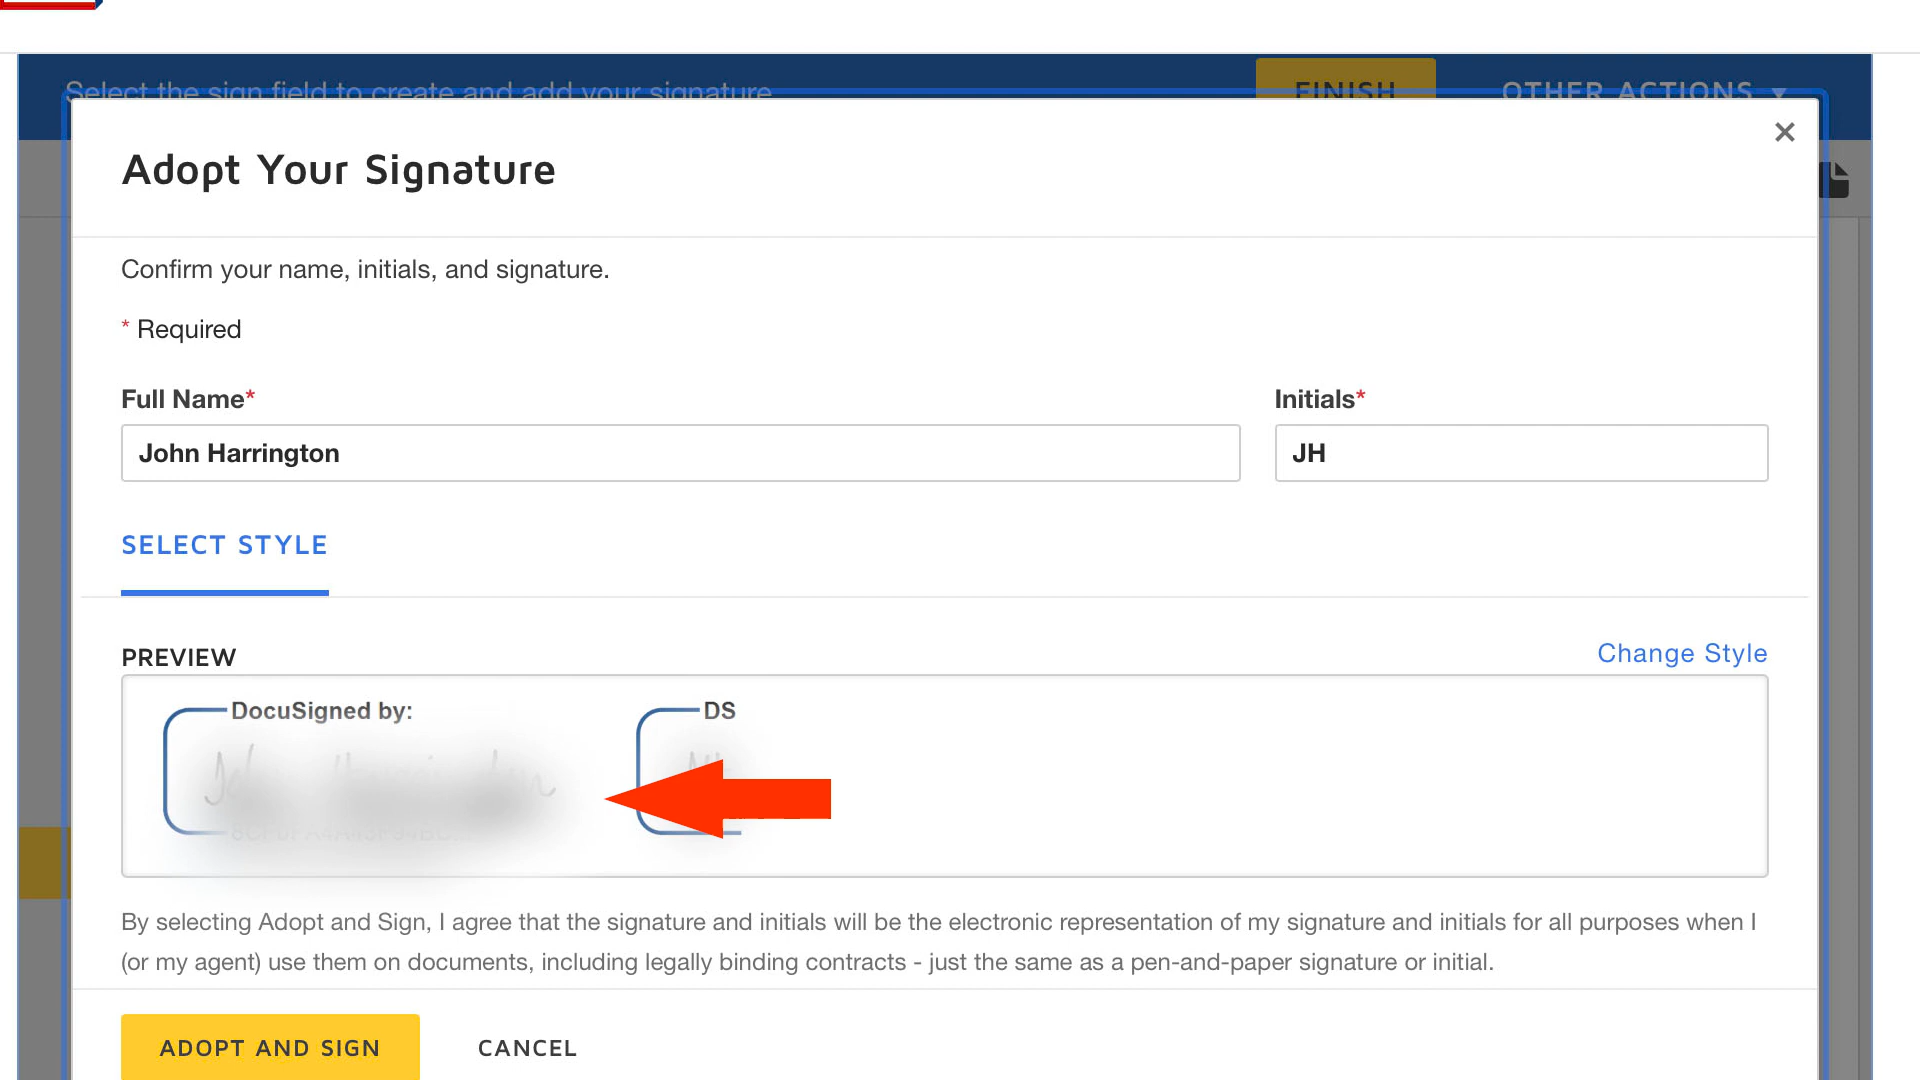 Select the sign field to create and add your signature
FINISH
OTHER ACTIONS
Adopt Your Signature
Confirm your name, initials, and signature.
* Required
Full Name*
Initials*
John Harrington
JH
SELECT STYLE
PREVIEW
Change Style
DocuSigned by:
DS
By selecting Adopt and Sign, I agree that the signature and initials will be the electronic representation of my signature and initials for all purposes when I
(or my agent) use them on documents, including legally binding contracts - just the same as a pen-and-paper signature or initial.
ADOPT AND SIGN
CANCEL